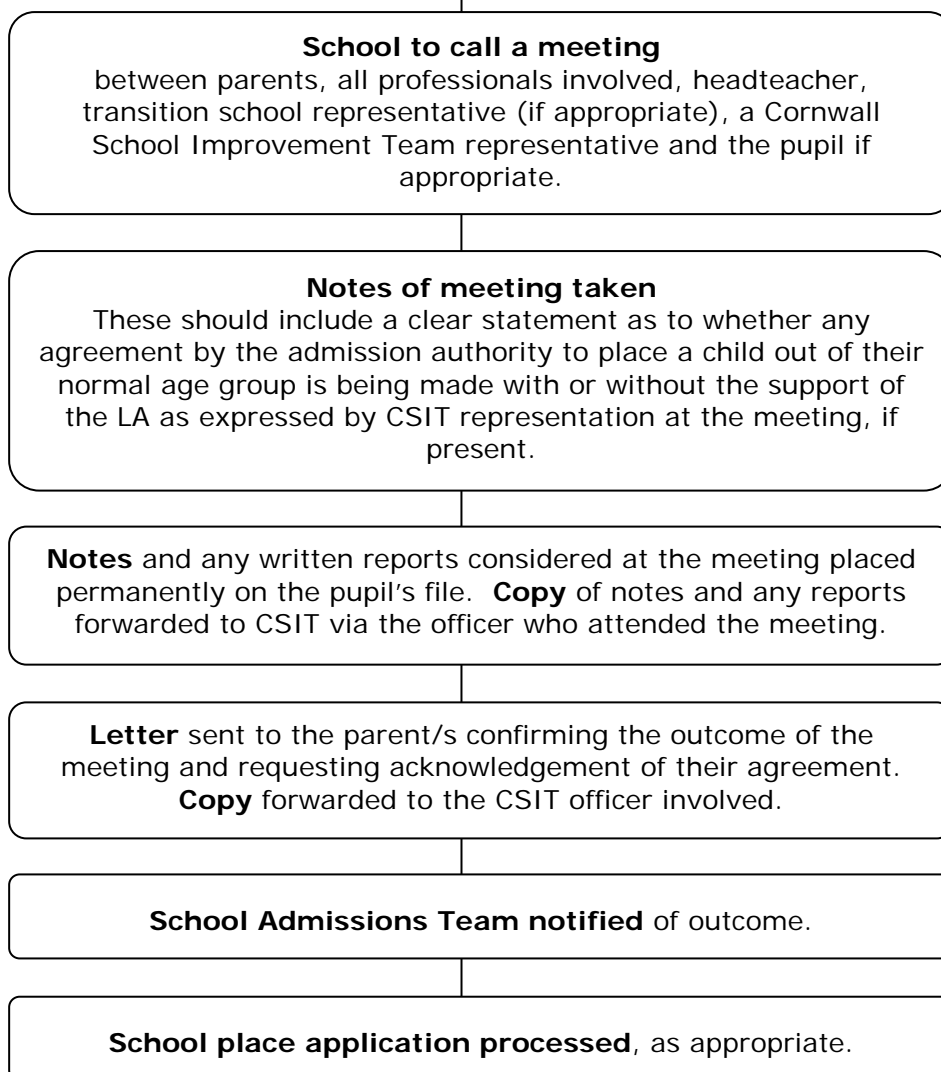 School to call a meeting
between parents, all professionals involved, headteacher,
transition school representative (if appropriate), a Cornwall
School Improvement Team representative and the pupil if
appropriate.
Notes of meeting taken
These should include a clear statement as to whether any
agreement by the admission authority to place a child out of their
normal age group is being made with or without the support of
the LA as expressed by CSIT representation at the meeting, if
present.
Notes and any written reports considered at the meeting placed
permanently on the pupil's file.  Copy of notes and any reports
forwarded to CSIT via the officer who attended the meeting.
Letter sent to the parent/s confirming the outcome of the
meeting and requesting acknowledgement of their agreement.
Copy forwarded to the CSIT officer involved.
School Admissions Team notified of outcome.
School place application processed, as appropriate.